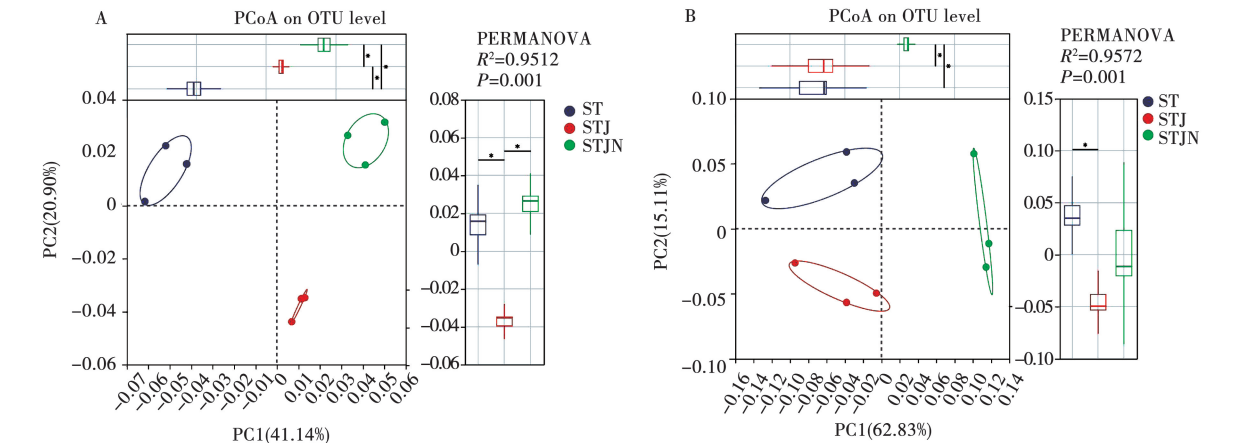 A
PCoA on OTU level
PERMANOVA
R²=0.9512
P=0.001
* * *
0.04
0.02
0
−0.02
−0.04
−0.06
PC2(20.90%)
−0.07 −0.06 −0.05 −0.04 −0.03 −0.02 −0.01 0 0.01 0.02 0.03 0.04 0.05 0.06
PC1(41.14%)
0.08
0.06
0.04
0.02
0
−0.02
−0.04
−0.06
* *
ST
STJ
STJN
B
PCoA on OTU level
PERMANOVA
R²=0.9572
P=0.001
* *
0.10
0.05
0
−0.05
−0.10
PC2(15.11%)
−0.16 −0.14 −0.12 −0.10 −0.08 −0.06 −0.04 −0.02 0 0.02 0.04 0.06 0.08 0.10 0.12 0.14
PC1(62.83%)
0.15
0.10
0.05
0
−0.05
−0.10
*
ST
STJ
STJN